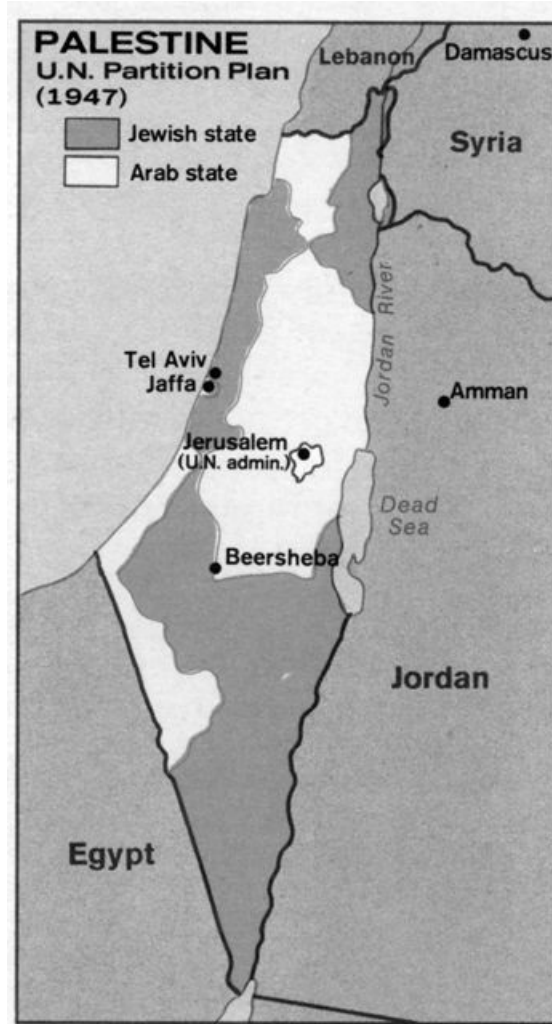 PALESTINE
U.N. Partition Plan
(1947)
Jewish state
Arab state
Lebanon
Damascus
Syria
Jordan River
Tel Aviv
Jaffa
Amman
Jerusalem
(U.N. admin.)
Dead
Sea
Beersheba
Jordan
Egypt